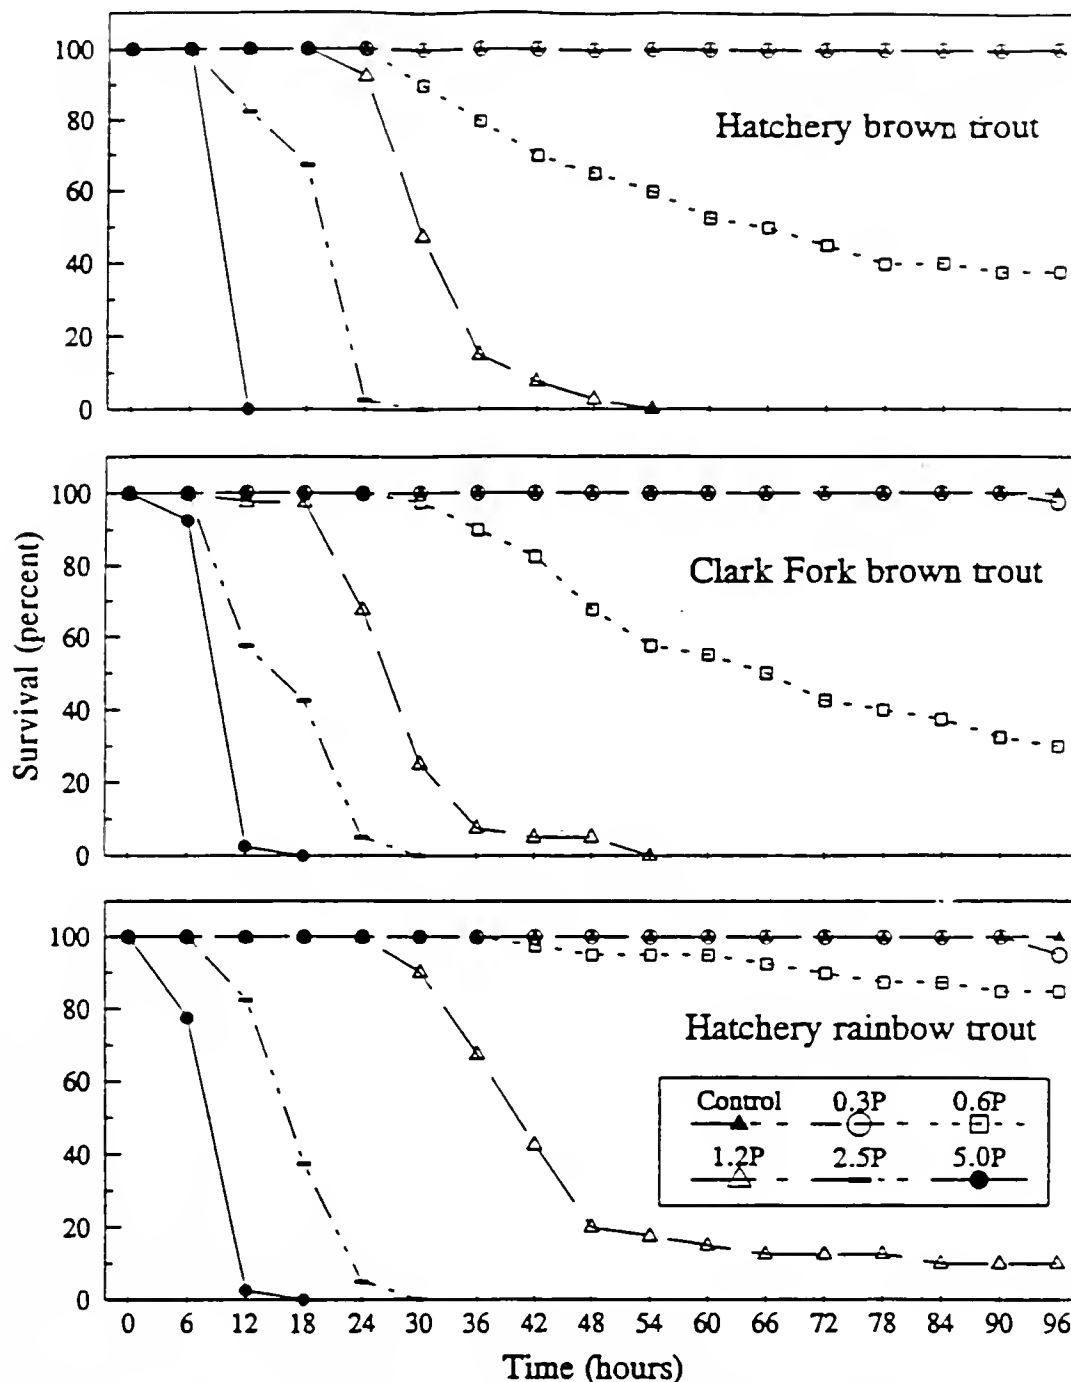 100
80
60
40
20
0
Hatchery brown trout
100
80
60
40
20
0
Clark Fork brown trout
Survival (percent)
100
80
60
40
20
0
Hatchery rainbow trout
Control 0.3P 0.6P
1.2P 2.5P 5.0P
0 6 12 18 24 30 36 42 48 54 60 66 72 78 84 90 96
Time (hours)